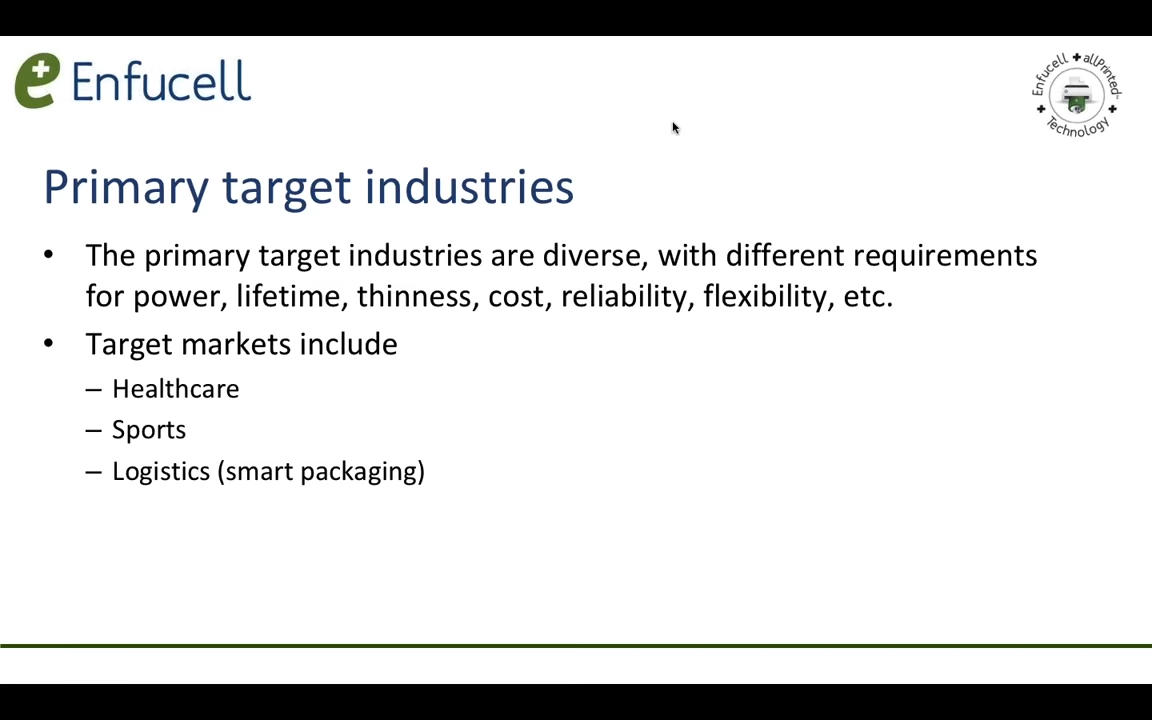 Enfucell
Enfucell + allPrinted™
Technology
Primary target industries
• The primary target industries are diverse, with different requirements
for power, lifetime, thinness, cost, reliability, flexibility, etc.
• Target markets include
– Healthcare
– Sports
– Logistics (smart packaging)